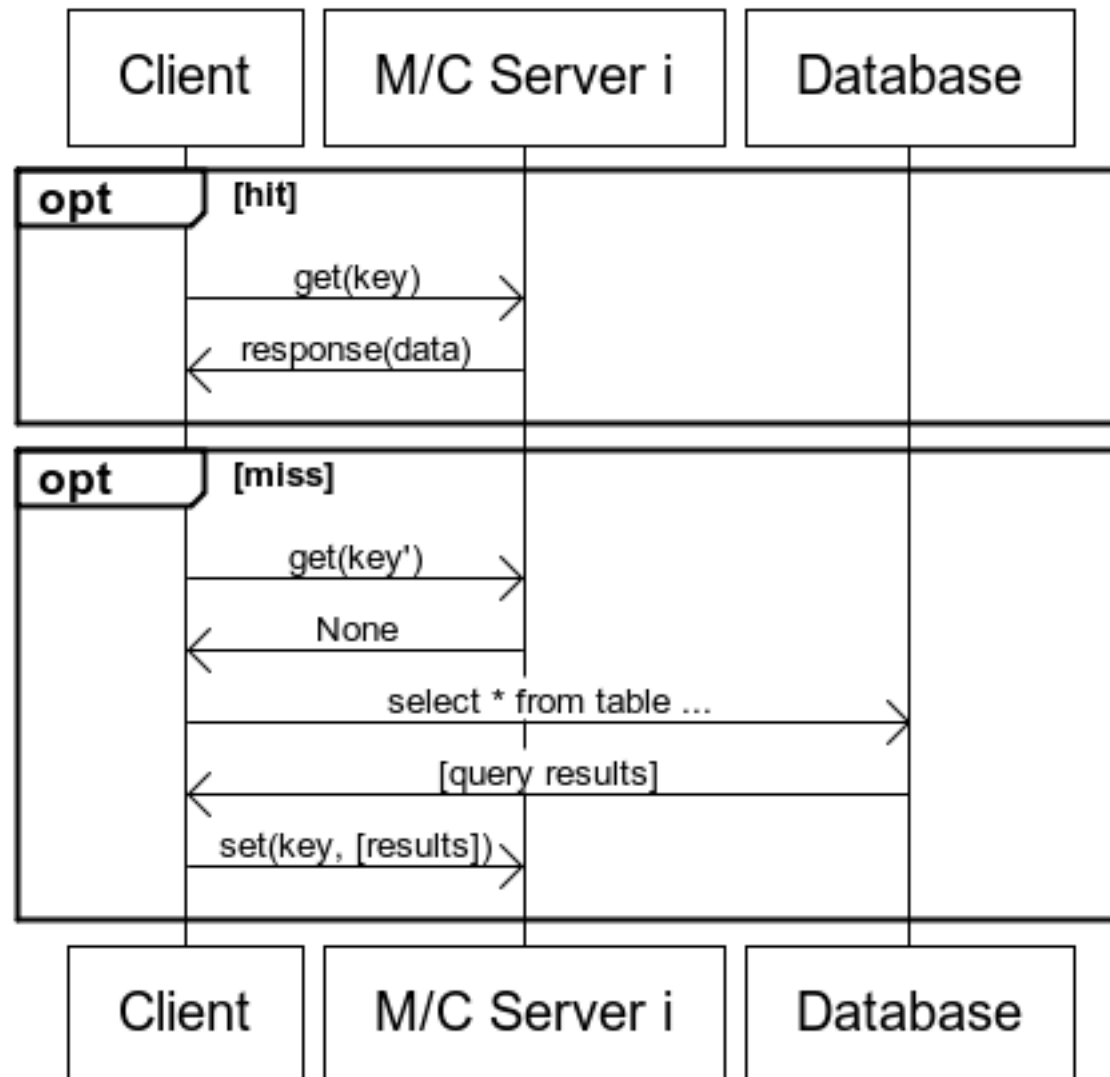 Client
M/C Server i
Database
opt
[hit]
get(key)
response(data)
opt
[miss]
get(key')
None
select * from table ...
[query results]
set(key, [results])
Client
M/C Server i
Database